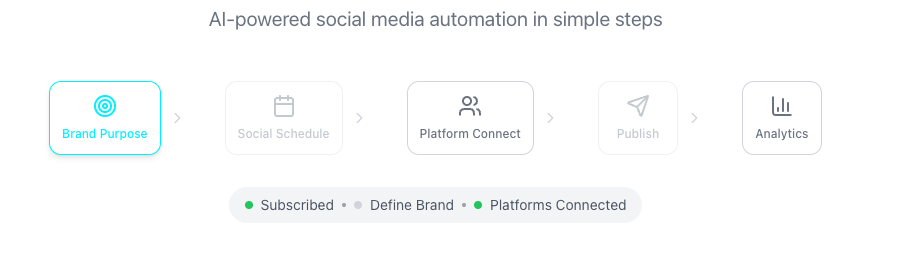 AI-powered social media automation in simple steps
Brand Purpose
Social Schedule
Platform Connect
Publish
Analytics
Subscribed • Define Brand • Platforms Connected